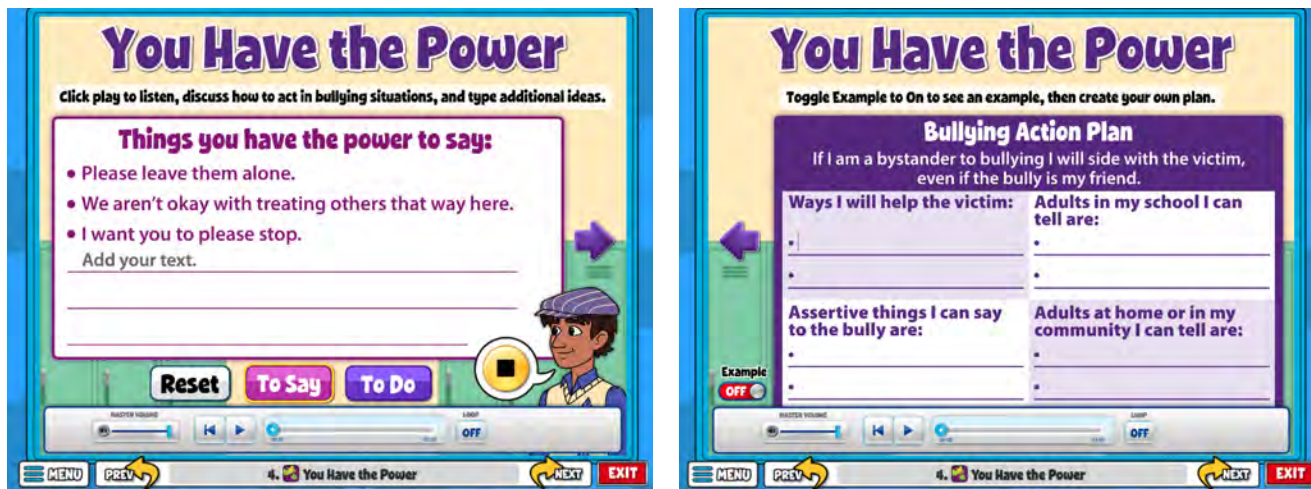 You Have the Power
Click play to listen, discuss how to act in bullying situations, and type additional ideas.
Things you have the power to say:
• Please leave them alone.
• We aren't okay with treating others that way here.
• I want you to please stop.
Add your text.
Reset
To Say
To Do
MASTER VOLUME
LOOP
OFF
MENU
PREV
4. You Have the Power
NEXT
EXIT
You Have the Power
Toggle Example to On to see an example, then create your own plan.
Bullying Action Plan
If I am a bystander to bullying I will side with the victim,
even if the bully is my friend.
Ways I will help the victim:
Adults in my school I can
tell are:
Assertive things I can say
to the bully are:
Adults at home or in my
community I can tell are:
Example
OFF
MASTER VOLUME
LOOP
OFF
MENU
PREV
4. You Have the Power
NEXT
EXIT